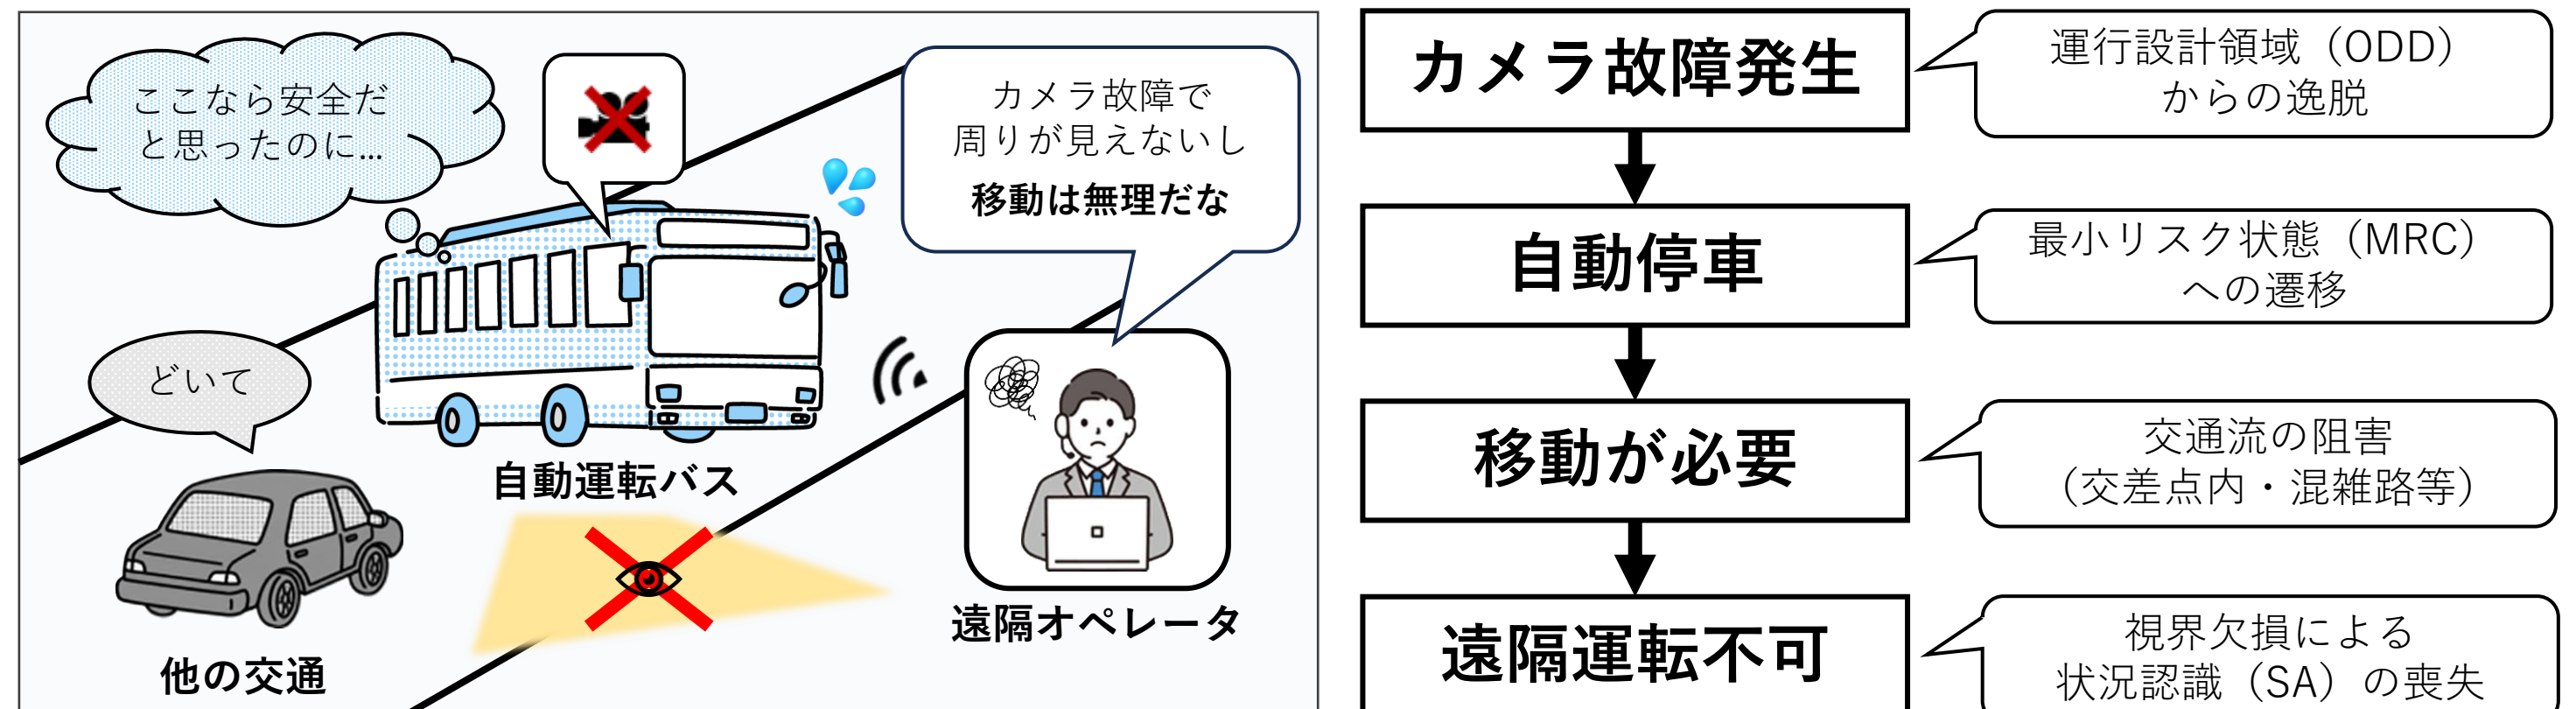 ここなら安全だ
と思ったのに...
カメラ故障で
周りが見えないし
移動は無理だな
どいて
自動運転バス
遠隔オペレータ
他の交通
カメラ故障発生
運行設計領域（ODD）
からの逸脱
自動停車
最小リスク状態（MRC）
への遷移
移動が必要
交通流の阻害
（交差点内・混雑路等）
遠隔運転不可
視界欠損による
状況認識（SA）の喪失